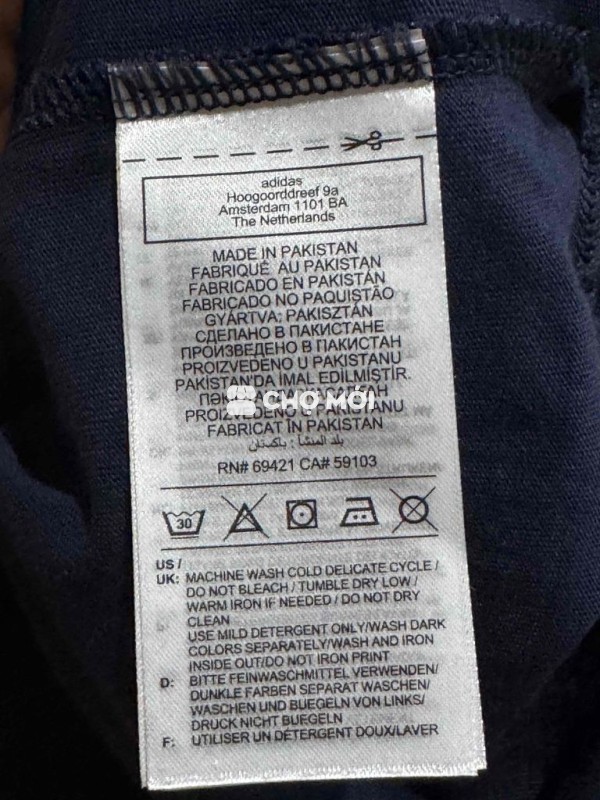 adidas
Hoogoorddreef 9a
Amsterdam 1101 BA
The Netherlands
MADE IN PAKISTAN
FABRIQUÉ AU PAKISTAN
FABRICADO EN PAKISTÁN
FABRICADO NO PAQUISTÃO
GYÁRTVA: PAKISZTÁN
СДЕЛАНО В ПАКИСТАНЕ
ПРОИЗВЕДЕНО В ПАКИСТАН
PROIZVEDENO U PAKISTANU
PAKİSTAN'DA İMAL EDİLMİŞTİR.
CHỢ MỚI
PROIZVEDENO V PAKISTANU
FABRICAT ÎN PAKISTAN
بلد المنشأ : باكستان
RN# 69421 CA# 59103
30
US /
UK: MACHINE WASH COLD DELICATE CYCLE /
DO NOT BLEACH / TUMBLE DRY LOW /
WARM IRON IF NEEDED / DO NOT DRY
CLEAN
USE MILD DETERGENT ONLY/WASH DARK
COLORS SEPARATELY/WASH AND IRON
INSIDE OUT/DO NOT IRON PRINT
D: BITTE FEINWASCHMITTEL VERWENDEN/
DUNKLE FARBEN SEPARAT WASCHEN/
WASCHEN UND BUEGELN VON LINKS/
DRUCK NICHT BUEGELN
F: UTILISER UN DÉTERGENT DOUX/LAVER